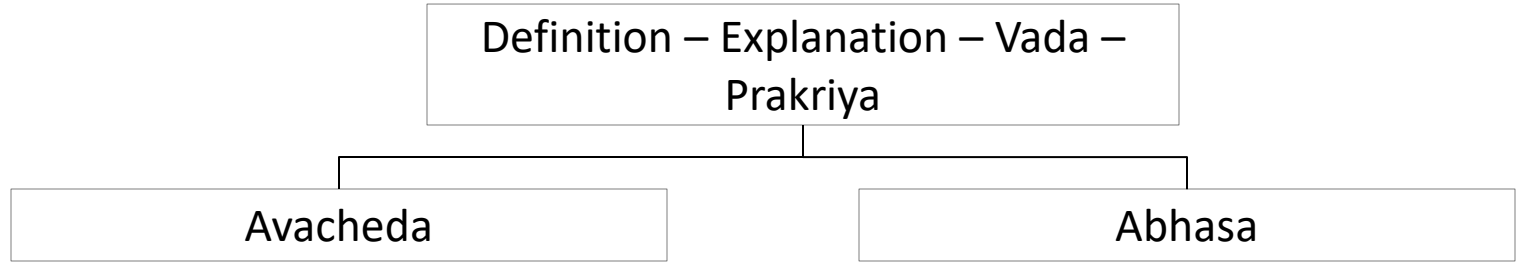 Definition – Explanation – Vada –
Prakriya
Avacheda
Abhasa